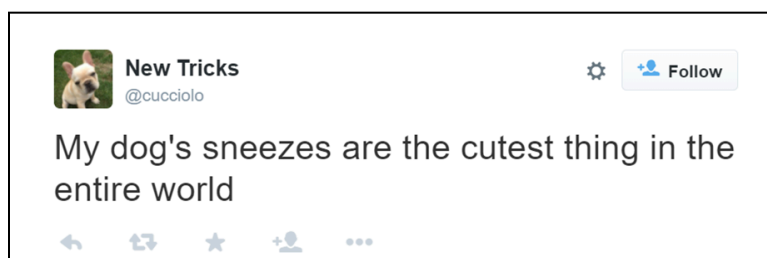 New Tricks
@cucciolo
Follow
My dog's sneezes are the cutest thing in the
entire world